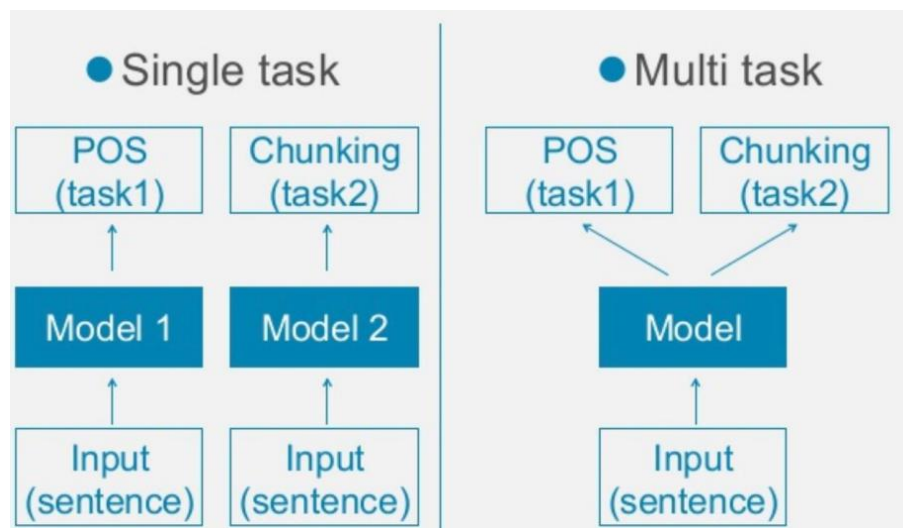 ● Single task
POS
(task1)
Chunking
(task2)
Model 1
Model 2
Input
(sentence)
Input
(sentence)
● Multi task
POS
(task1)
Chunking
(task2)
Model
Input
(sentence)